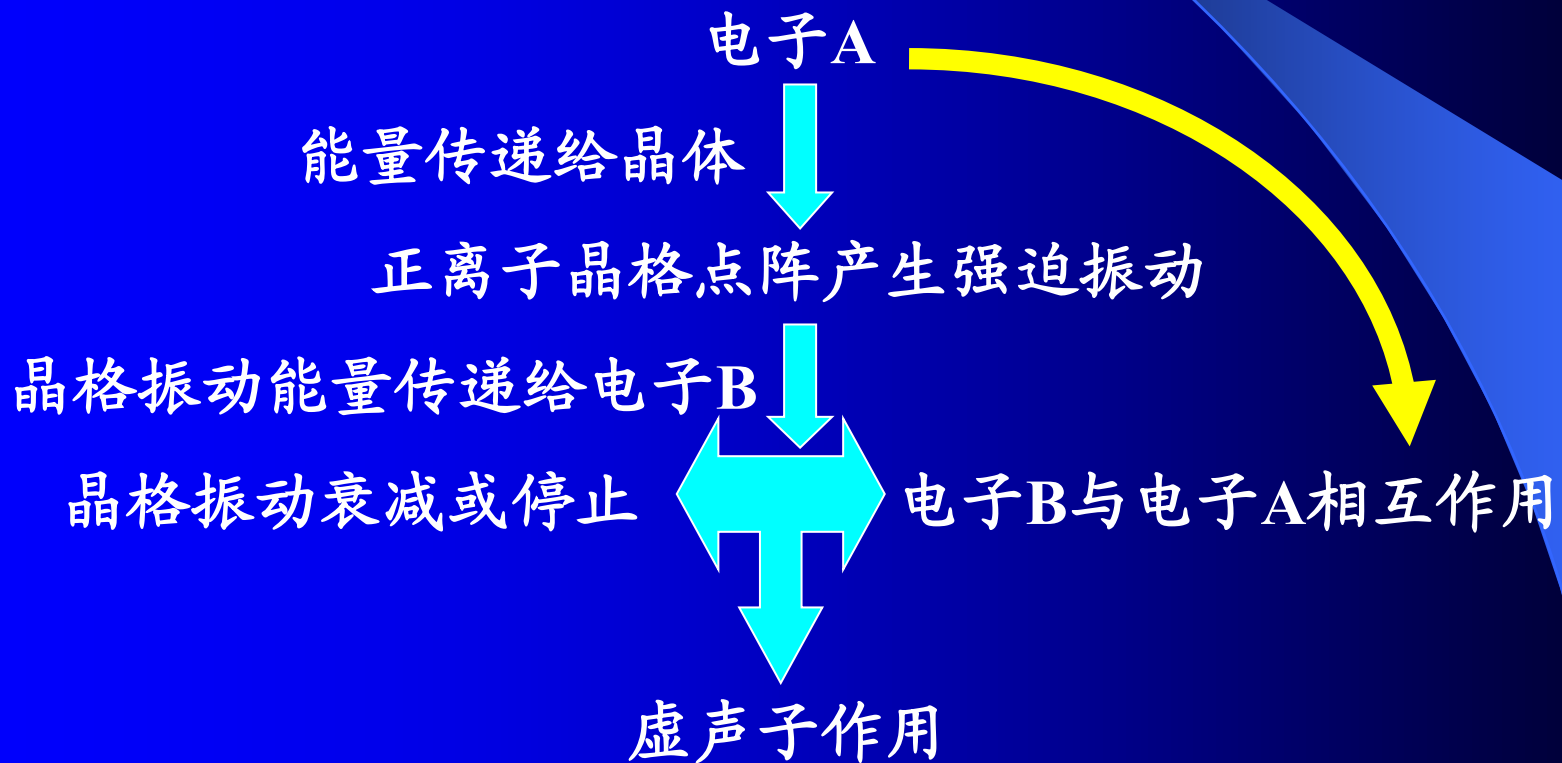 电子A
能量传递给晶体
正离子晶格点阵产生强迫振动
晶格振动能量传递给电子B
晶格振动衰减或停止
电子B与电子A相互作用
虚声子作用